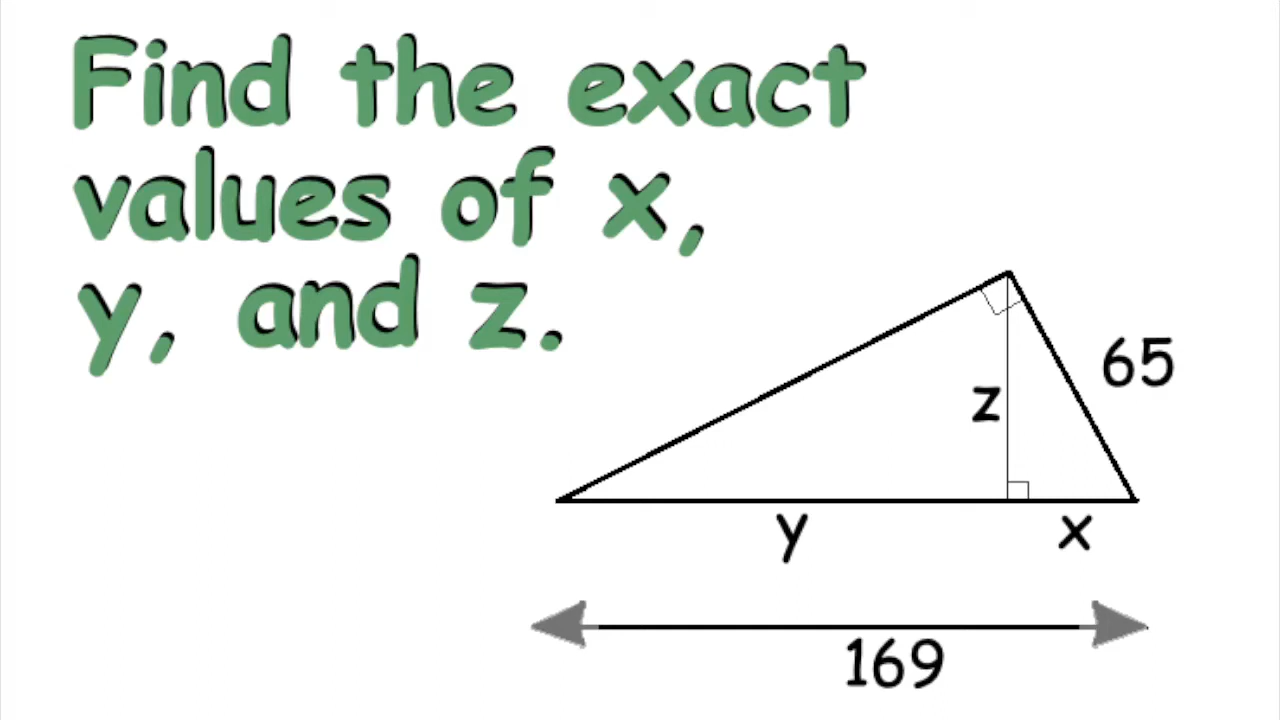 Find the exact
values of x,
y, and z.
65
z
y
x
169